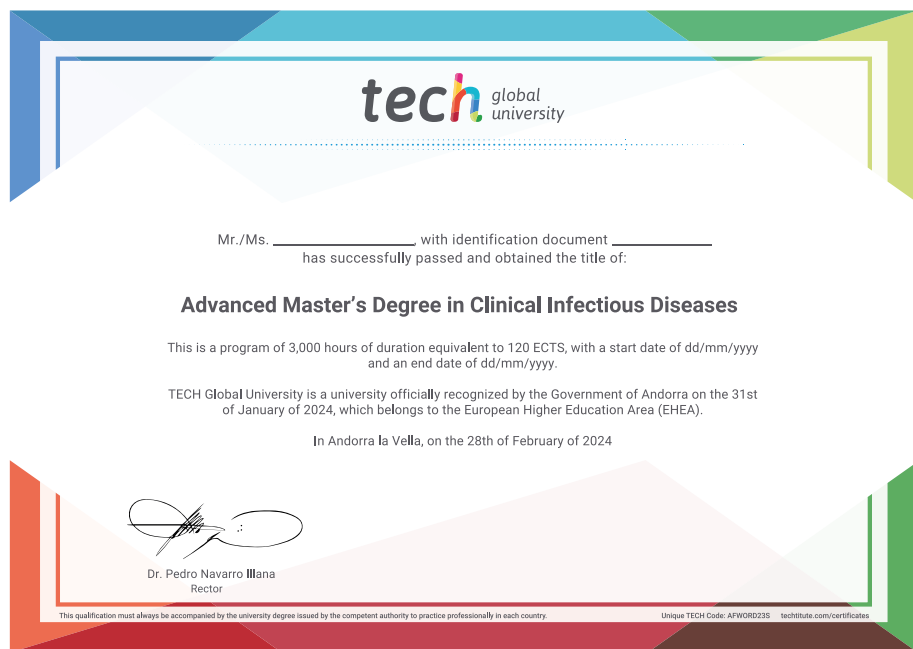 tech global university
Mr./Ms. ____________________, with identification document ______________
has successfully passed and obtained the title of:
Advanced Master's Degree in Clinical Infectious Diseases
This is a program of 3,000 hours of duration equivalent to 120 ECTS, with a start date of dd/mm/yyyy
and an end date of dd/mm/yyyy.
TECH Global University is a university officially recognized by the Government of Andorra on the 31st
of January of 2024, which belongs to the European Higher Education Area (EHEA).
In Andorra la Vella, on the 28th of February of 2024
Dr. Pedro Navarro Illana
Rector
This qualification must always be accompanied by the university degree issued by the competent authority to practice professionally in each country.
Unique TECH Code: AFWORD23S techtitute.com/certificates